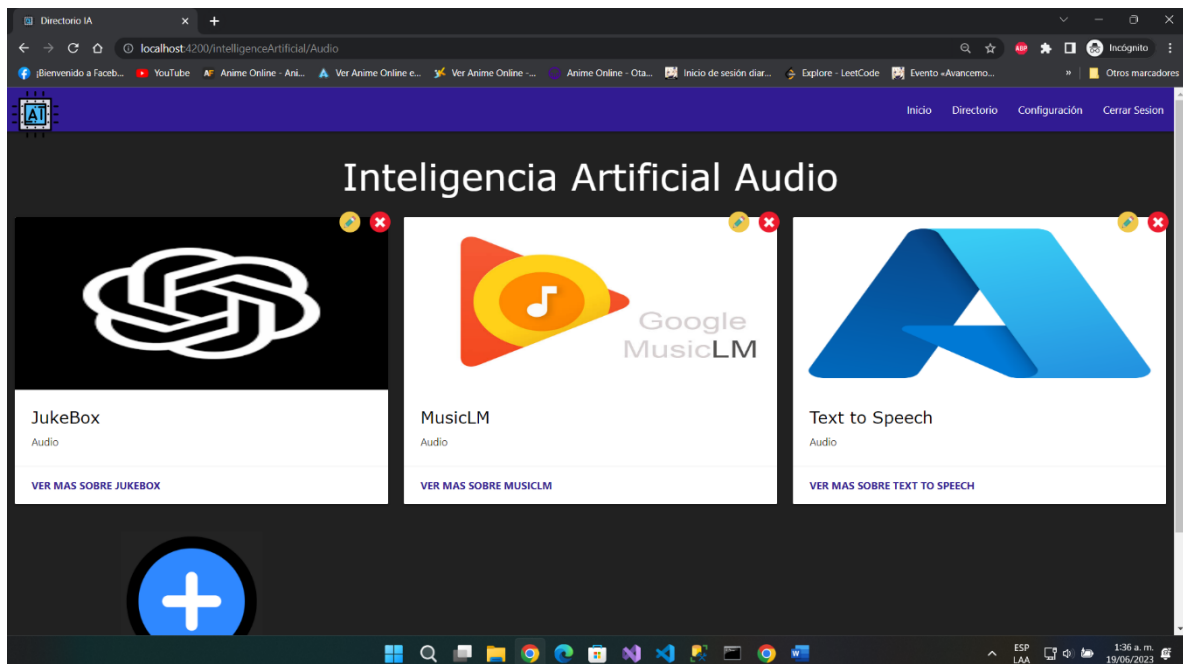 Directorio IA
localhost:4200/intelligenceArtificial/Audio
ABP
Incógnito
¡Bienvenido a Faceb...
YouTube
Anime Online - Ani...
Ver Anime Online e...
Ver Anime Online -...
Anime Online - Ota...
Inicio de sesión diar...
Explore - LeetCode
Evento «Avancemo...
»
Otros marcadores
AI
Inicio
Directorio
Configuración
Cerrar Sesion
Inteligencia Artificial Audio
Google
MusicLM
JukeBox
Audio
VER MAS SOBRE JUKEBOX
MusicLM
Audio
VER MAS SOBRE MUSICLM
Text to Speech
Audio
VER MAS SOBRE TEXT TO SPEECH
ESP
LAA
1:36 a. m.
19/06/2023